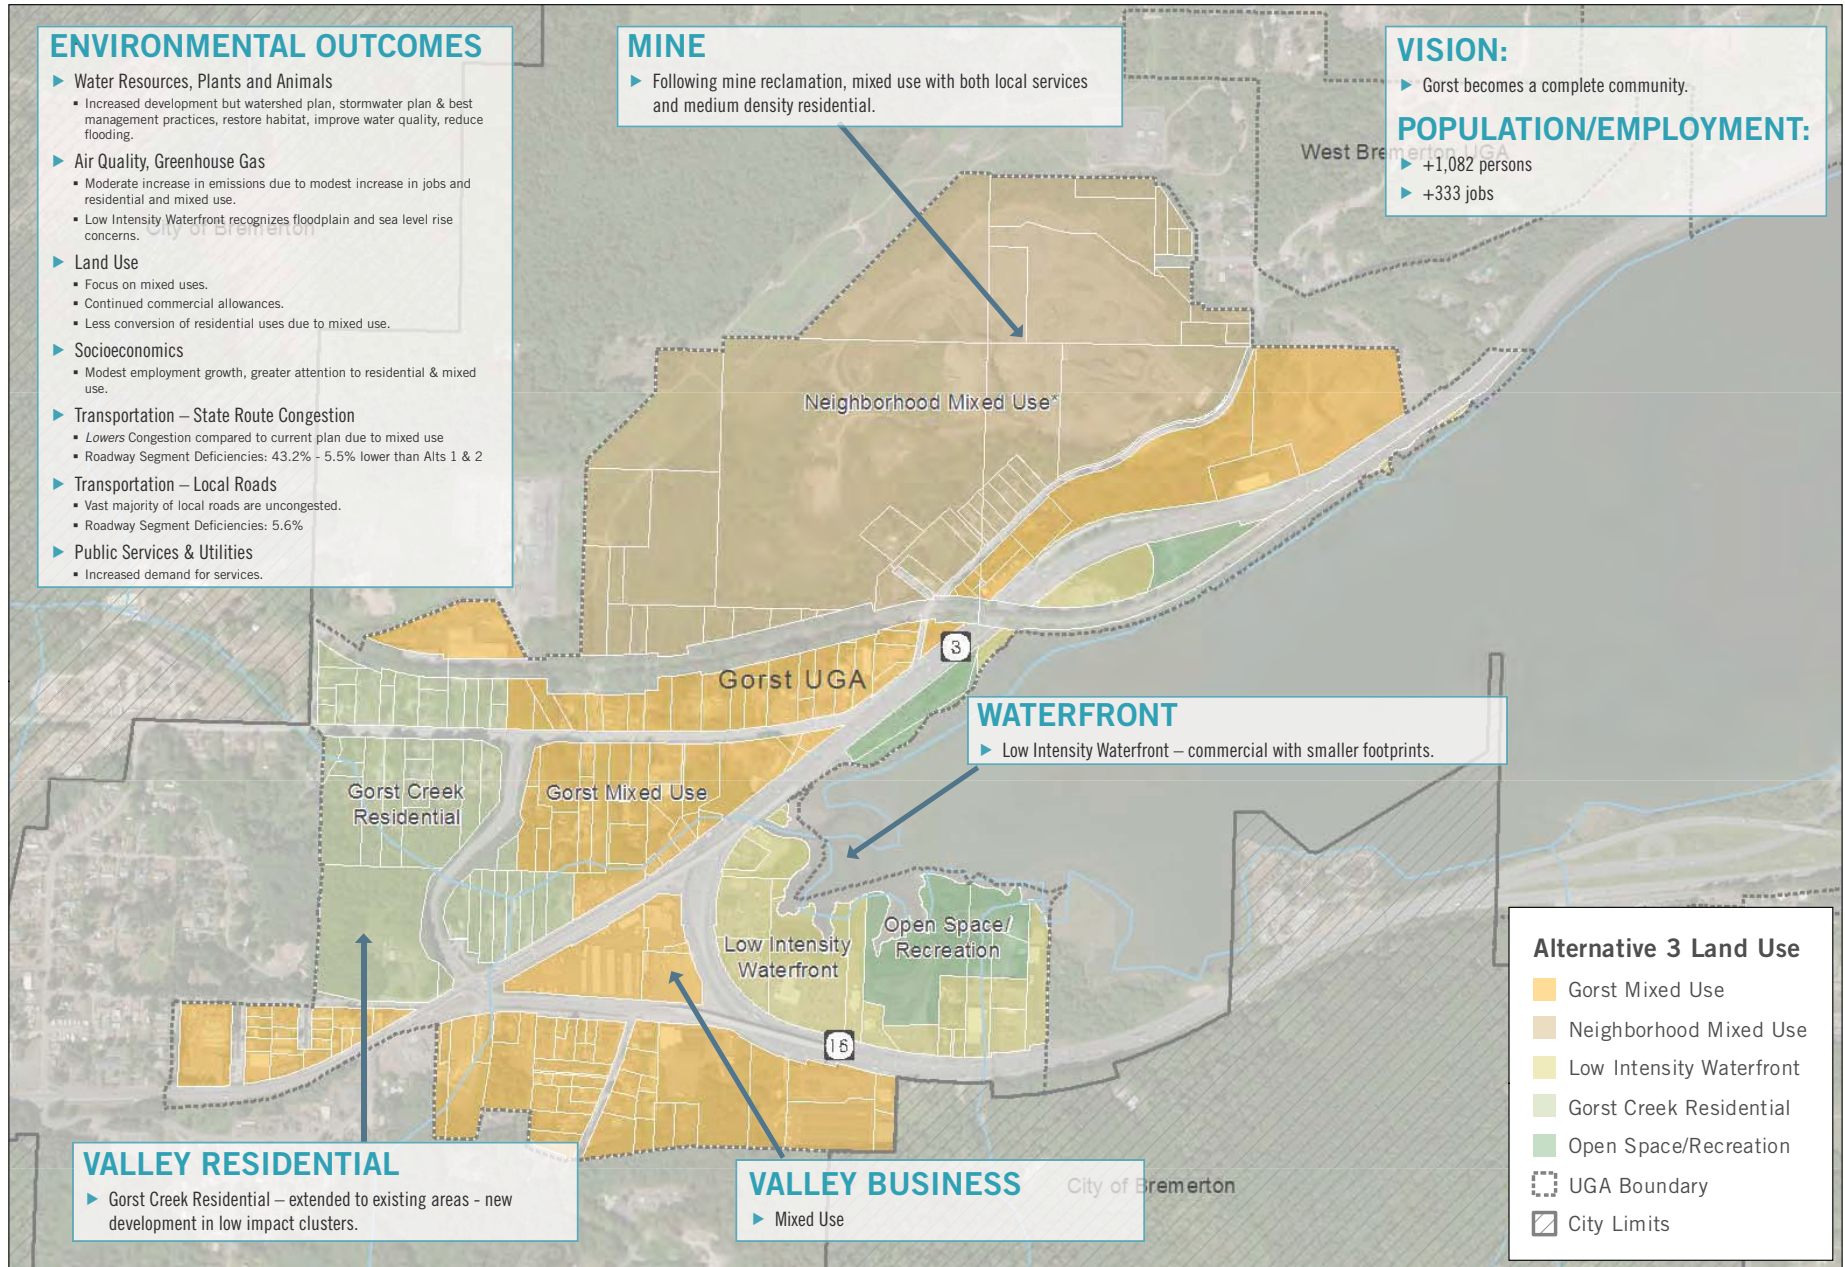 ENVIRONMENTAL OUTCOMES
► Water Resources, Plants and Animals
▪ Increased development but watershed plan, stormwater plan & best
management practices, restore habitat, improve water quality, reduce
flooding.
► Air Quality, Greenhouse Gas
▪ Moderate increase in emissions due to modest increase in jobs and
residential and mixed use.
▪ Low Intensity Waterfront recognizes floodplain and sea level rise
concerns.
City of Bremerton
► Land Use
▪ Focus on mixed uses.
▪ Continued commercial allowances.
▪ Less conversion of residential uses due to mixed use.
► Socioeconomics
▪ Modest employment growth, greater attention to residential & mixed
use.
► Transportation – State Route Congestion
▪ Lowers Congestion compared to current plan due to mixed use
▪ Roadway Segment Deficiencies: 43.2% - 5.5% lower than Alts 1 & 2
► Transportation – Local Roads
▪ Vast majority of local roads are uncongested.
▪ Roadway Segment Deficiencies: 5.6%
► Public Services & Utilities
▪ Increased demand for services.
MINE
► Following mine reclamation, mixed use with both local services
and medium density residential.
VISION:
► Gorst becomes a complete community.
POPULATION/EMPLOYMENT:
West Bremerton UGA
► +1,082 persons
► +333 jobs
Neighborhood Mixed Use*
3
Gorst UGA
WATERFRONT
► Low Intensity Waterfront – commercial with smaller footprints.
Gorst Creek
Residential
Gorst Mixed Use
Low Intensity
Waterfront
Open Space/
Recreation
16
VALLEY RESIDENTIAL
► Gorst Creek Residential – extended to existing areas - new
development in low impact clusters.
VALLEY BUSINESS
► Mixed Use
City of Bremerton
Alternative 3 Land Use
Gorst Mixed Use
Neighborhood Mixed Use
Low Intensity Waterfront
Gorst Creek Residential
Open Space/Recreation
UGA Boundary
City Limits